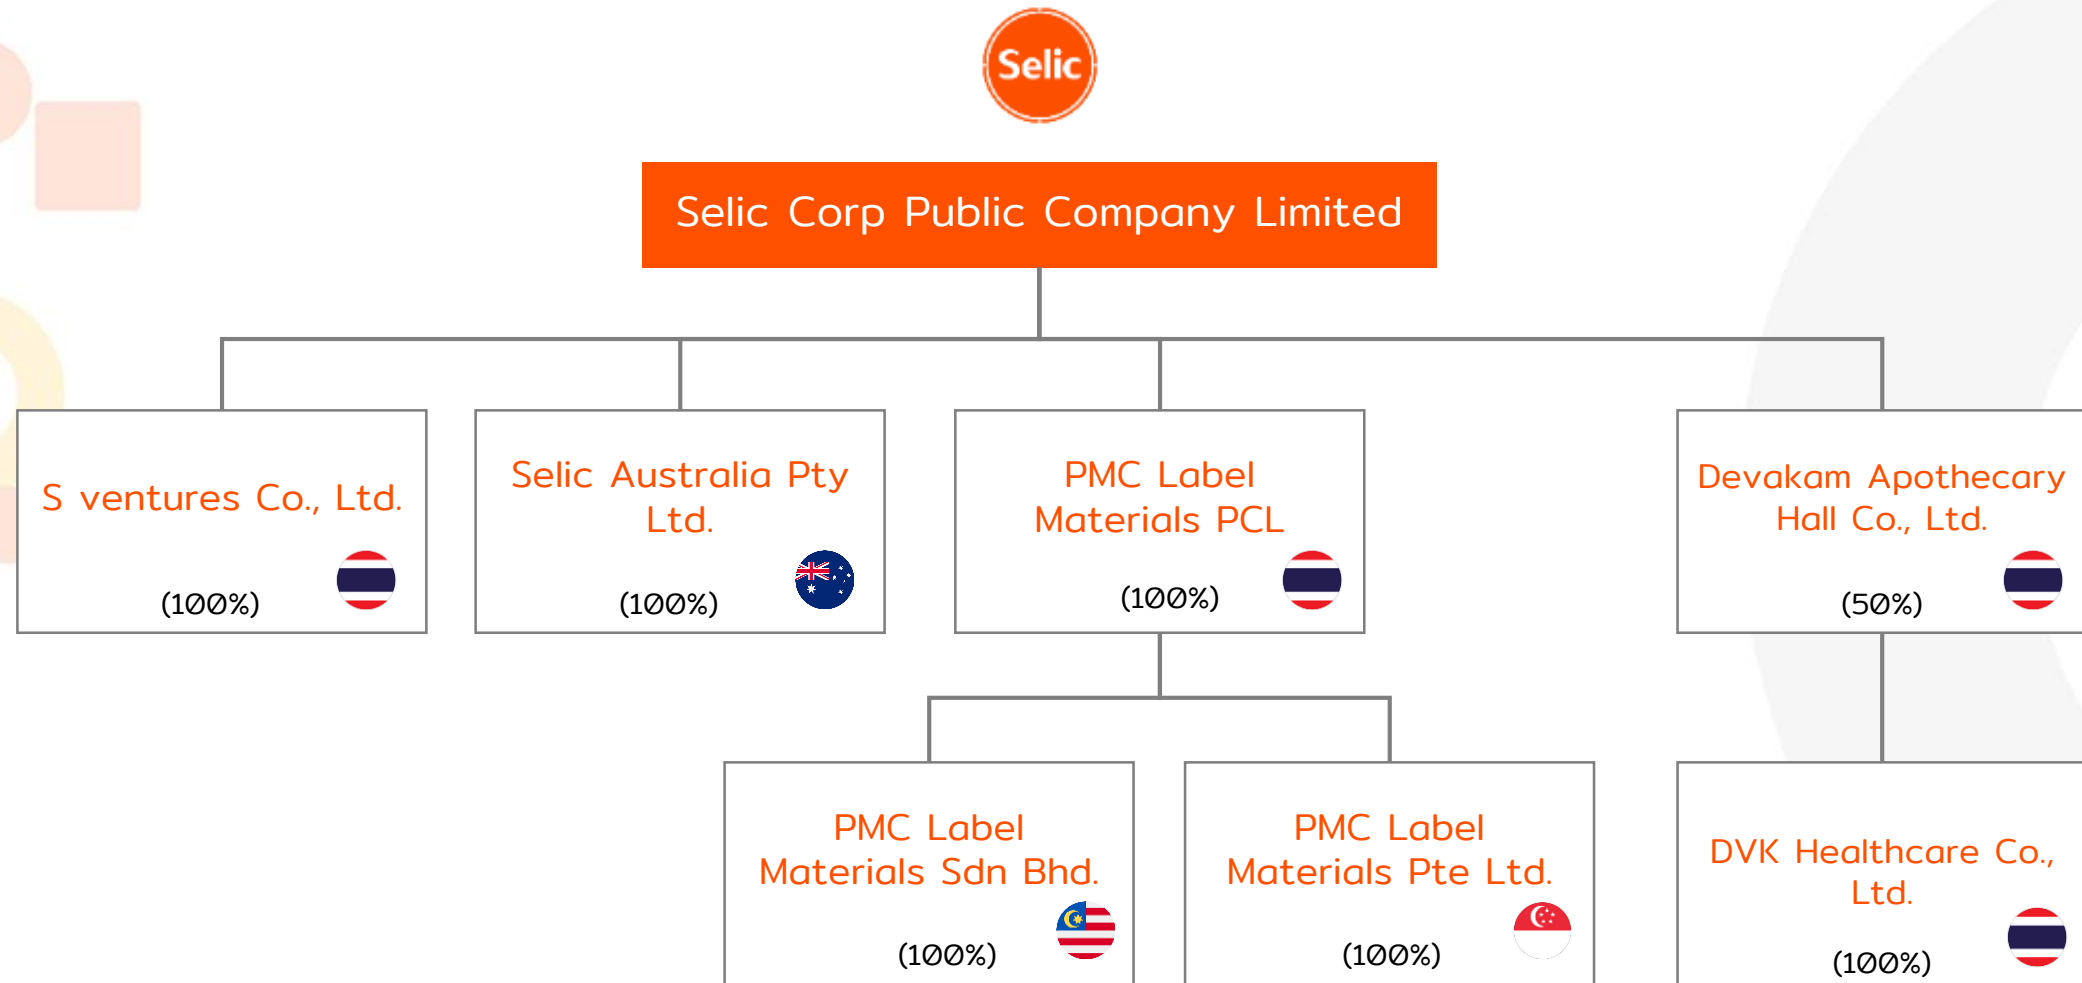 Selic
Selic Corp Public Company Limited
S ventures Co., Ltd.
(100%)
Selic Australia Pty
Ltd.
(100%)
PMC Label
Materials PCL
(100%)
Devakam Apothecary
Hall Co., Ltd.
(50%)
PMC Label
Materials Sdn Bhd.
(100%)
PMC Label
Materials Pte Ltd.
(100%)
DVK Healthcare Co.,
Ltd.
(100%)